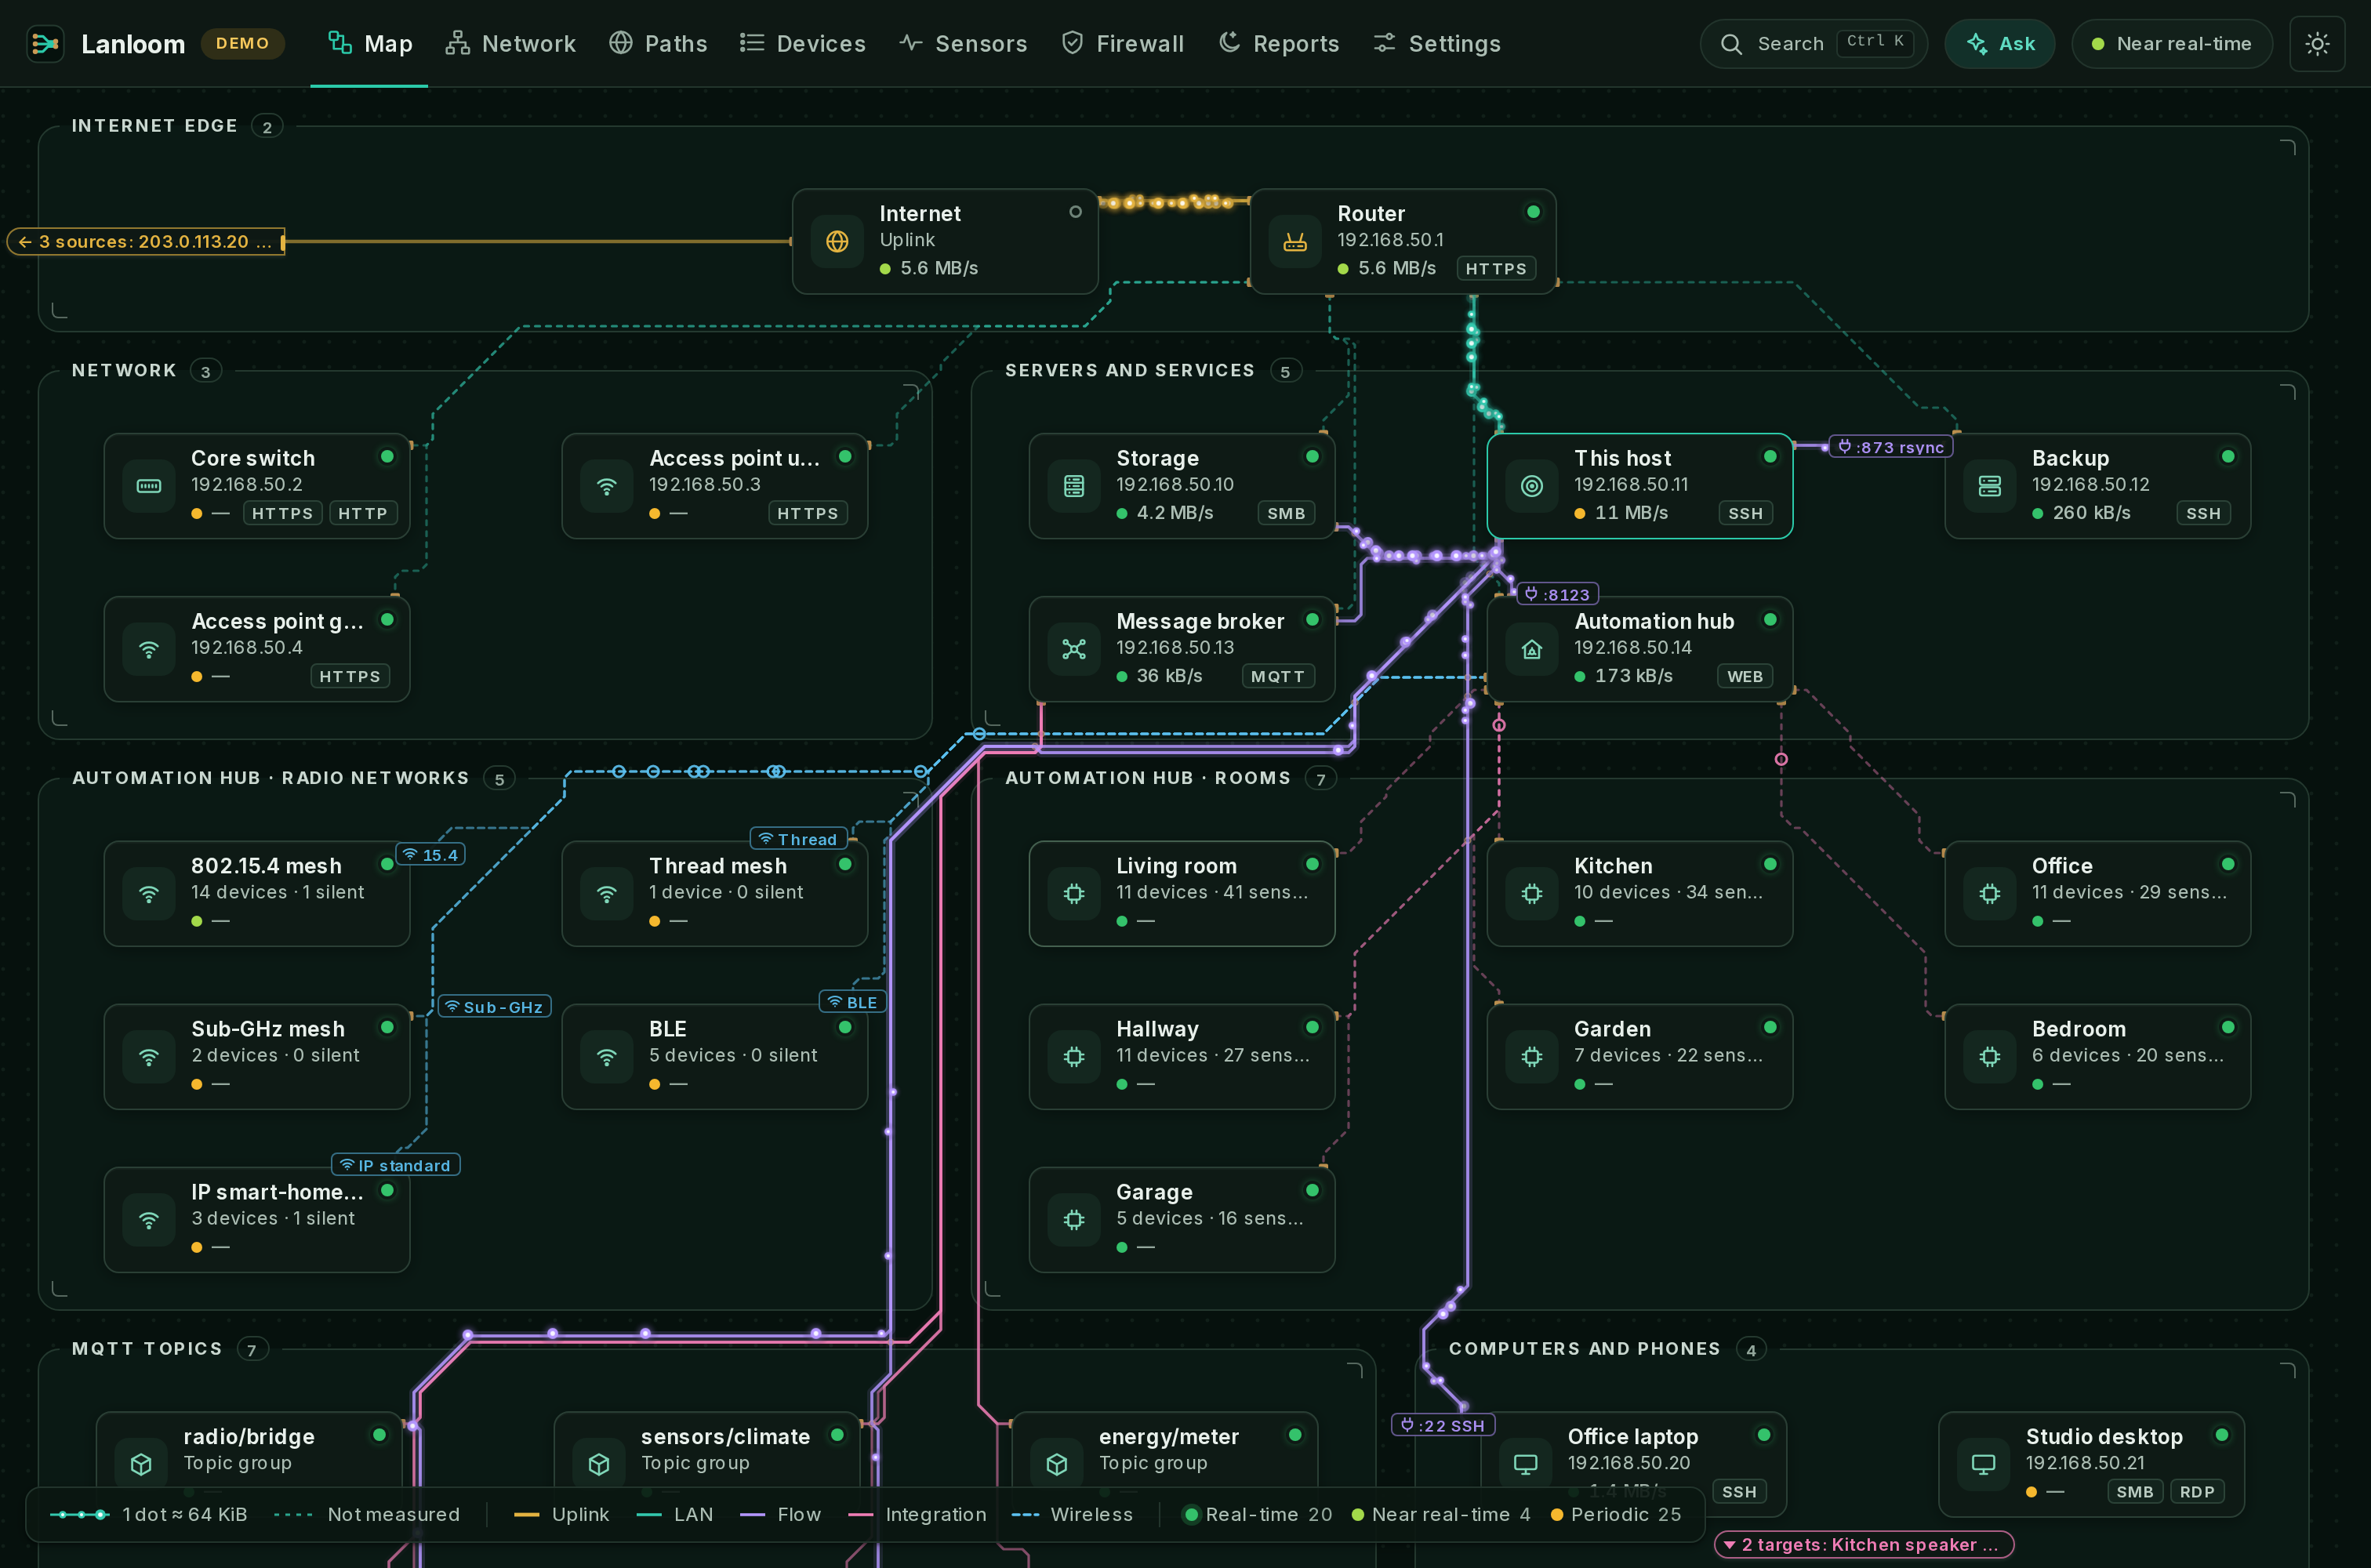 Lanloom DEMO Map Network Paths Devices Sensors Firewall Reports Settings Search Ctrl K Ask Near real-time
INTERNET EDGE 2
Internet
Uplink
5.6 MB/s
Router
192.168.50.1
5.6 MB/s HTTPS
← 3 sources: 203.0.113.20 ...
NETWORK 3
Core switch
192.168.50.2
— HTTPS HTTP
Access point u...
192.168.50.3
— HTTPS
Access point g...
192.168.50.4
— HTTPS
SERVERS AND SERVICES 5
Storage
192.168.50.10
4.2 MB/s SMB
This host
192.168.50.11
11 MB/s SSH
:873 rsync
Backup
192.168.50.12
260 kB/s SSH
Message broker
192.168.50.13
36 kB/s MQTT
:8123
Automation hub
192.168.50.14
173 kB/s WEB
AUTOMATION HUB · RADIO NETWORKS 5
802.15.4 mesh
14 devices · 1 silent
—
15.4
Thread
Thread mesh
1 device · 0 silent
—
Sub-GHz mesh
2 devices · 0 silent
—
Sub-GHz
BLE
BLE
5 devices · 0 silent
—
IP standard
IP smart-home...
3 devices · 1 silent
—
AUTOMATION HUB · ROOMS 7
Living room
11 devices · 41 sens...
—
Kitchen
10 devices · 34 sen...
—
Office
11 devices · 29 sens...
—
Hallway
11 devices · 27 sens...
—
Garden
7 devices · 22 sens...
—
Bedroom
6 devices · 20 sens...
—
Garage
5 devices · 16 sens...
—
MQTT TOPICS 7
radio/bridge
Topic group
sensors/climate
Topic group
energy/meter
Topic group
COMPUTERS AND PHONES 4
:22 SSH
Office laptop
192.168.50.20
1.4 MB/s SSH
Studio desktop
192.168.50.21
— SMB RDP
1 dot ≈ 64 KiB Not measured Uplink LAN Flow Integration Wireless Real-time 20 Near real-time 4 Periodic 25
2 targets: Kitchen speaker ...